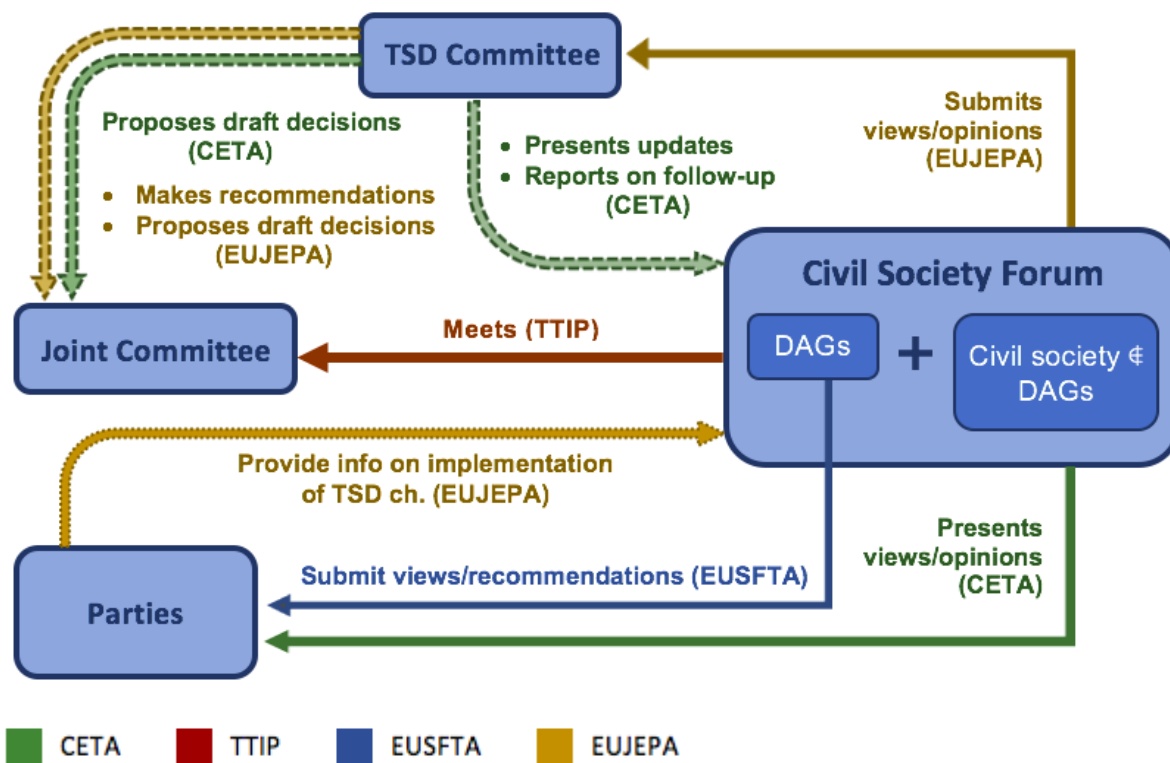 TSD Committee
Proposes draft decisions
(CETA)
• Makes recommendations
• Proposes draft decisions
(EUJEPA)
• Presents updates
• Reports on follow-up
(CETA)
Submits
views/opinions
(EUJEPA)
Civil Society Forum
DAGs
+
Civil society ∉
DAGs
Joint Committee
Meets (TTIP)
Provide info on implementation
of TSD ch. (EUJEPA)
Presents
views/opinions
(CETA)
Submit views/recommendations (EUSFTA)
Parties
CETA
TTIP
EUSFTA
EUJEPA